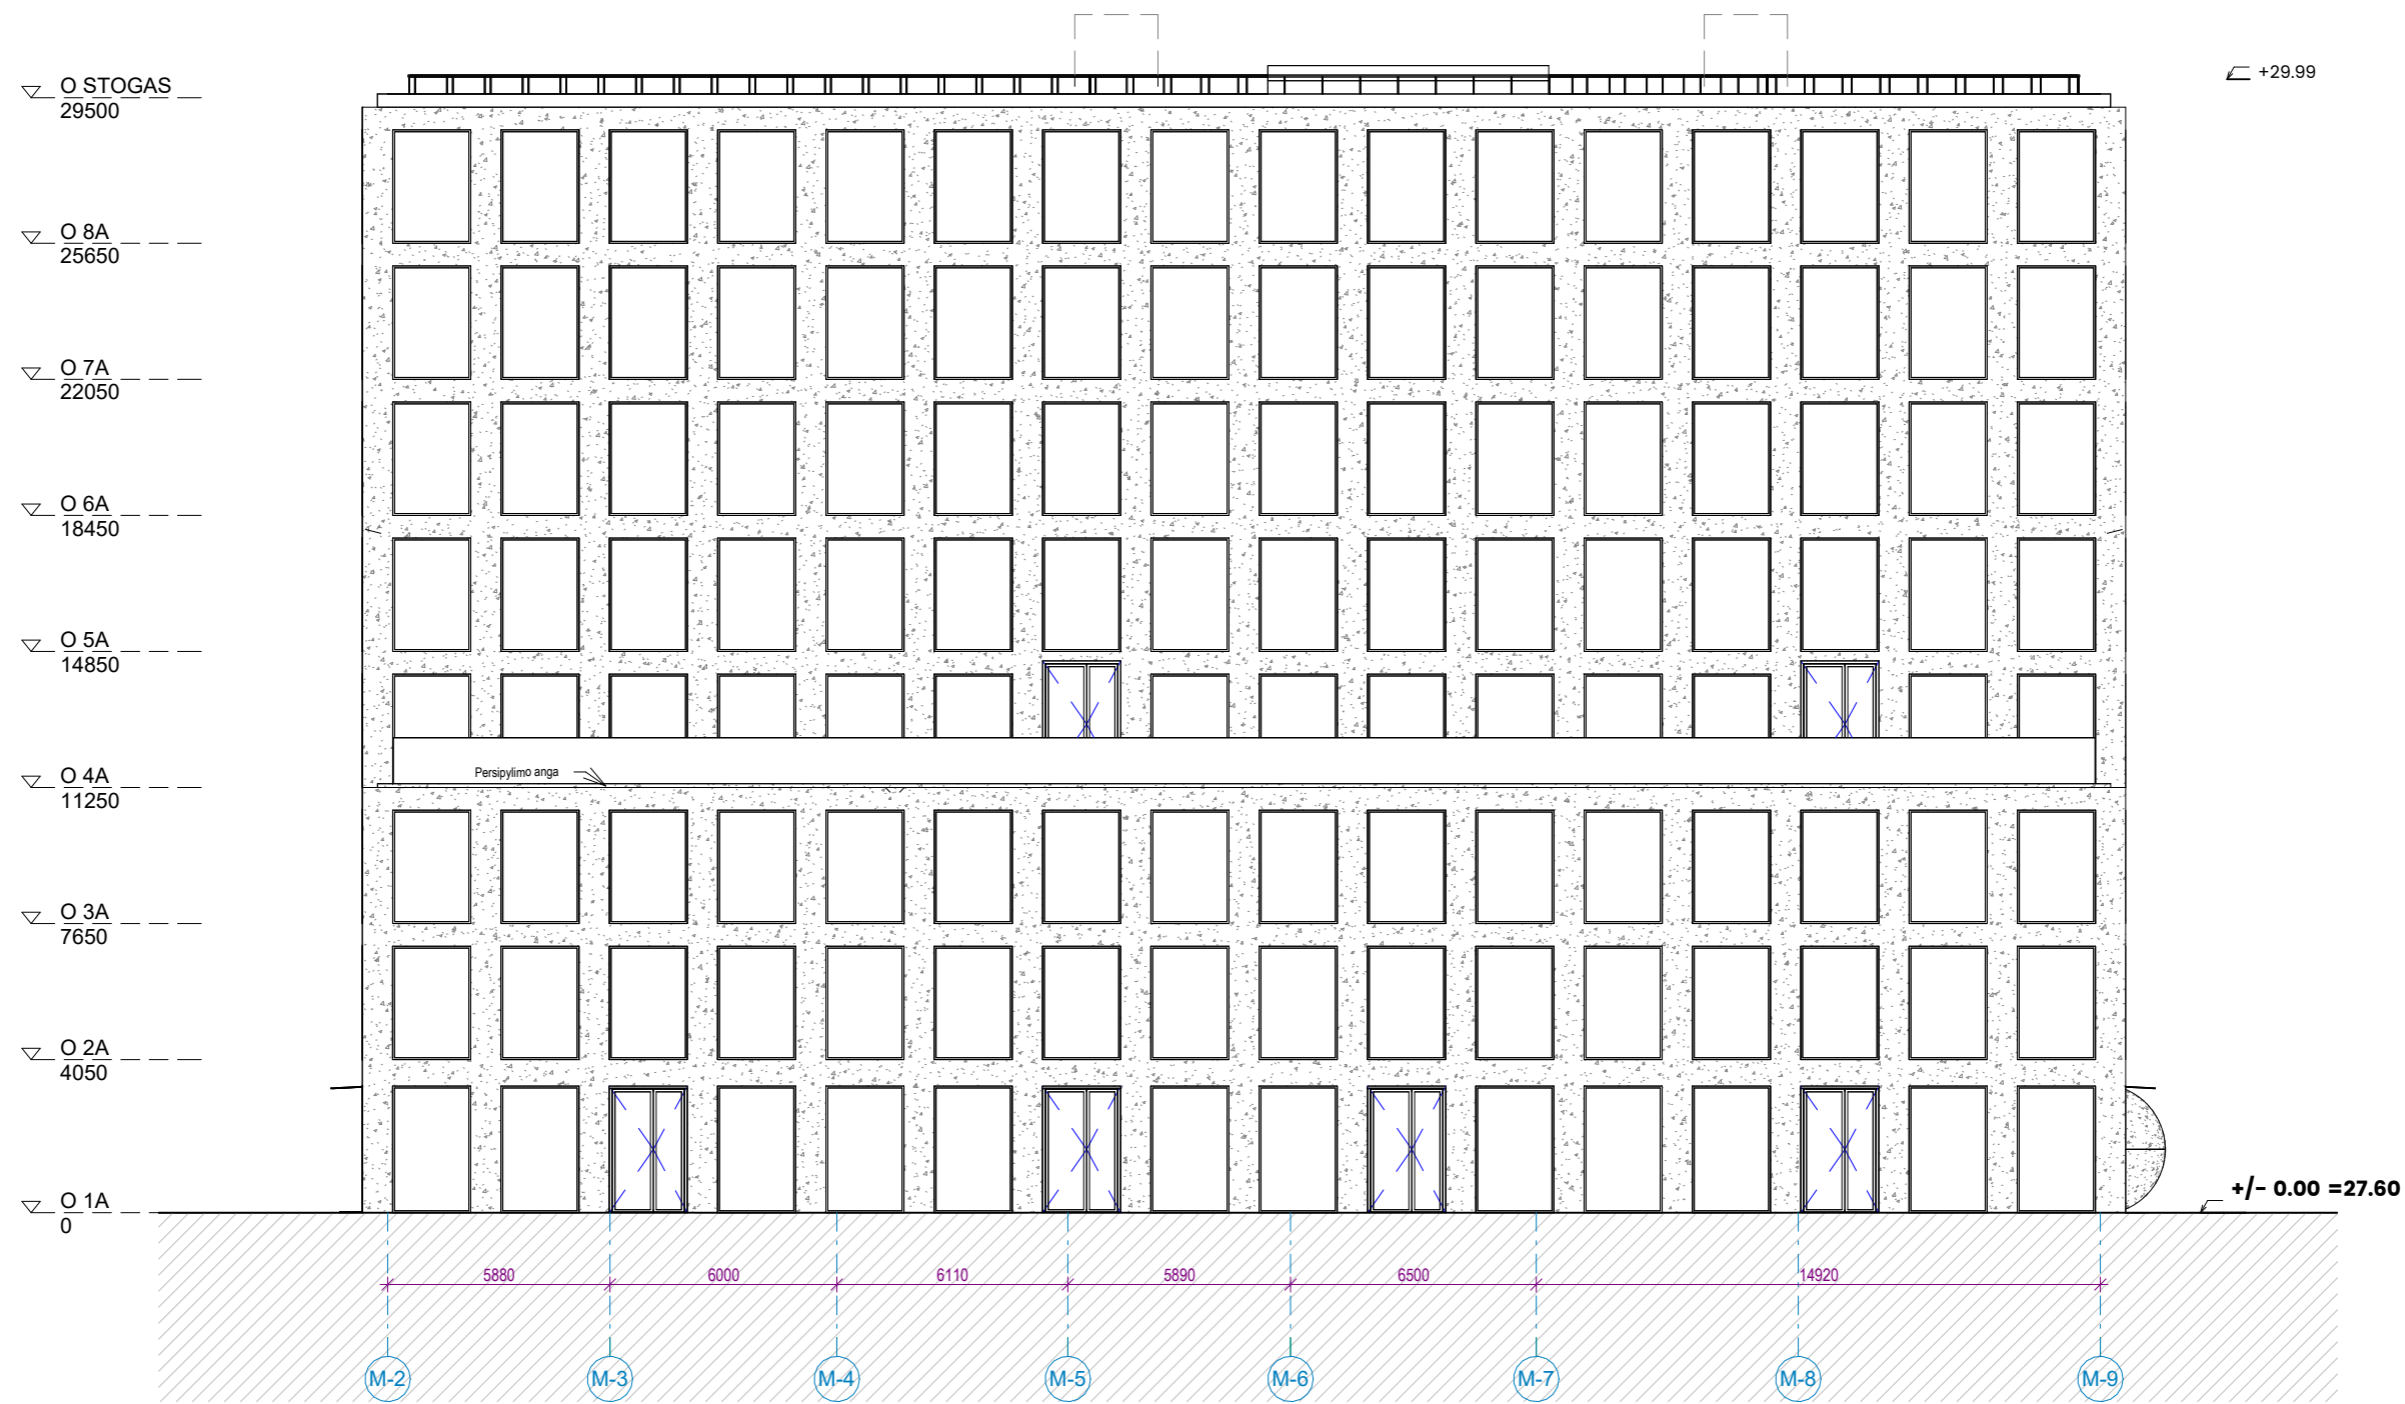 O STOGAS
29500
+29.99
O 8A
25650
O 7A
22050
O 6A
18450
O 5A
14850
O 4A
11250
Persipylimo anga
O 3A
7650
O 2A
4050
O 1A
0
+/- 0.00 =27.60
5880 6000 6110 5890 6500 14920
M-2 M-3 M-4 M-5 M-6 M-7 M-8 M-9